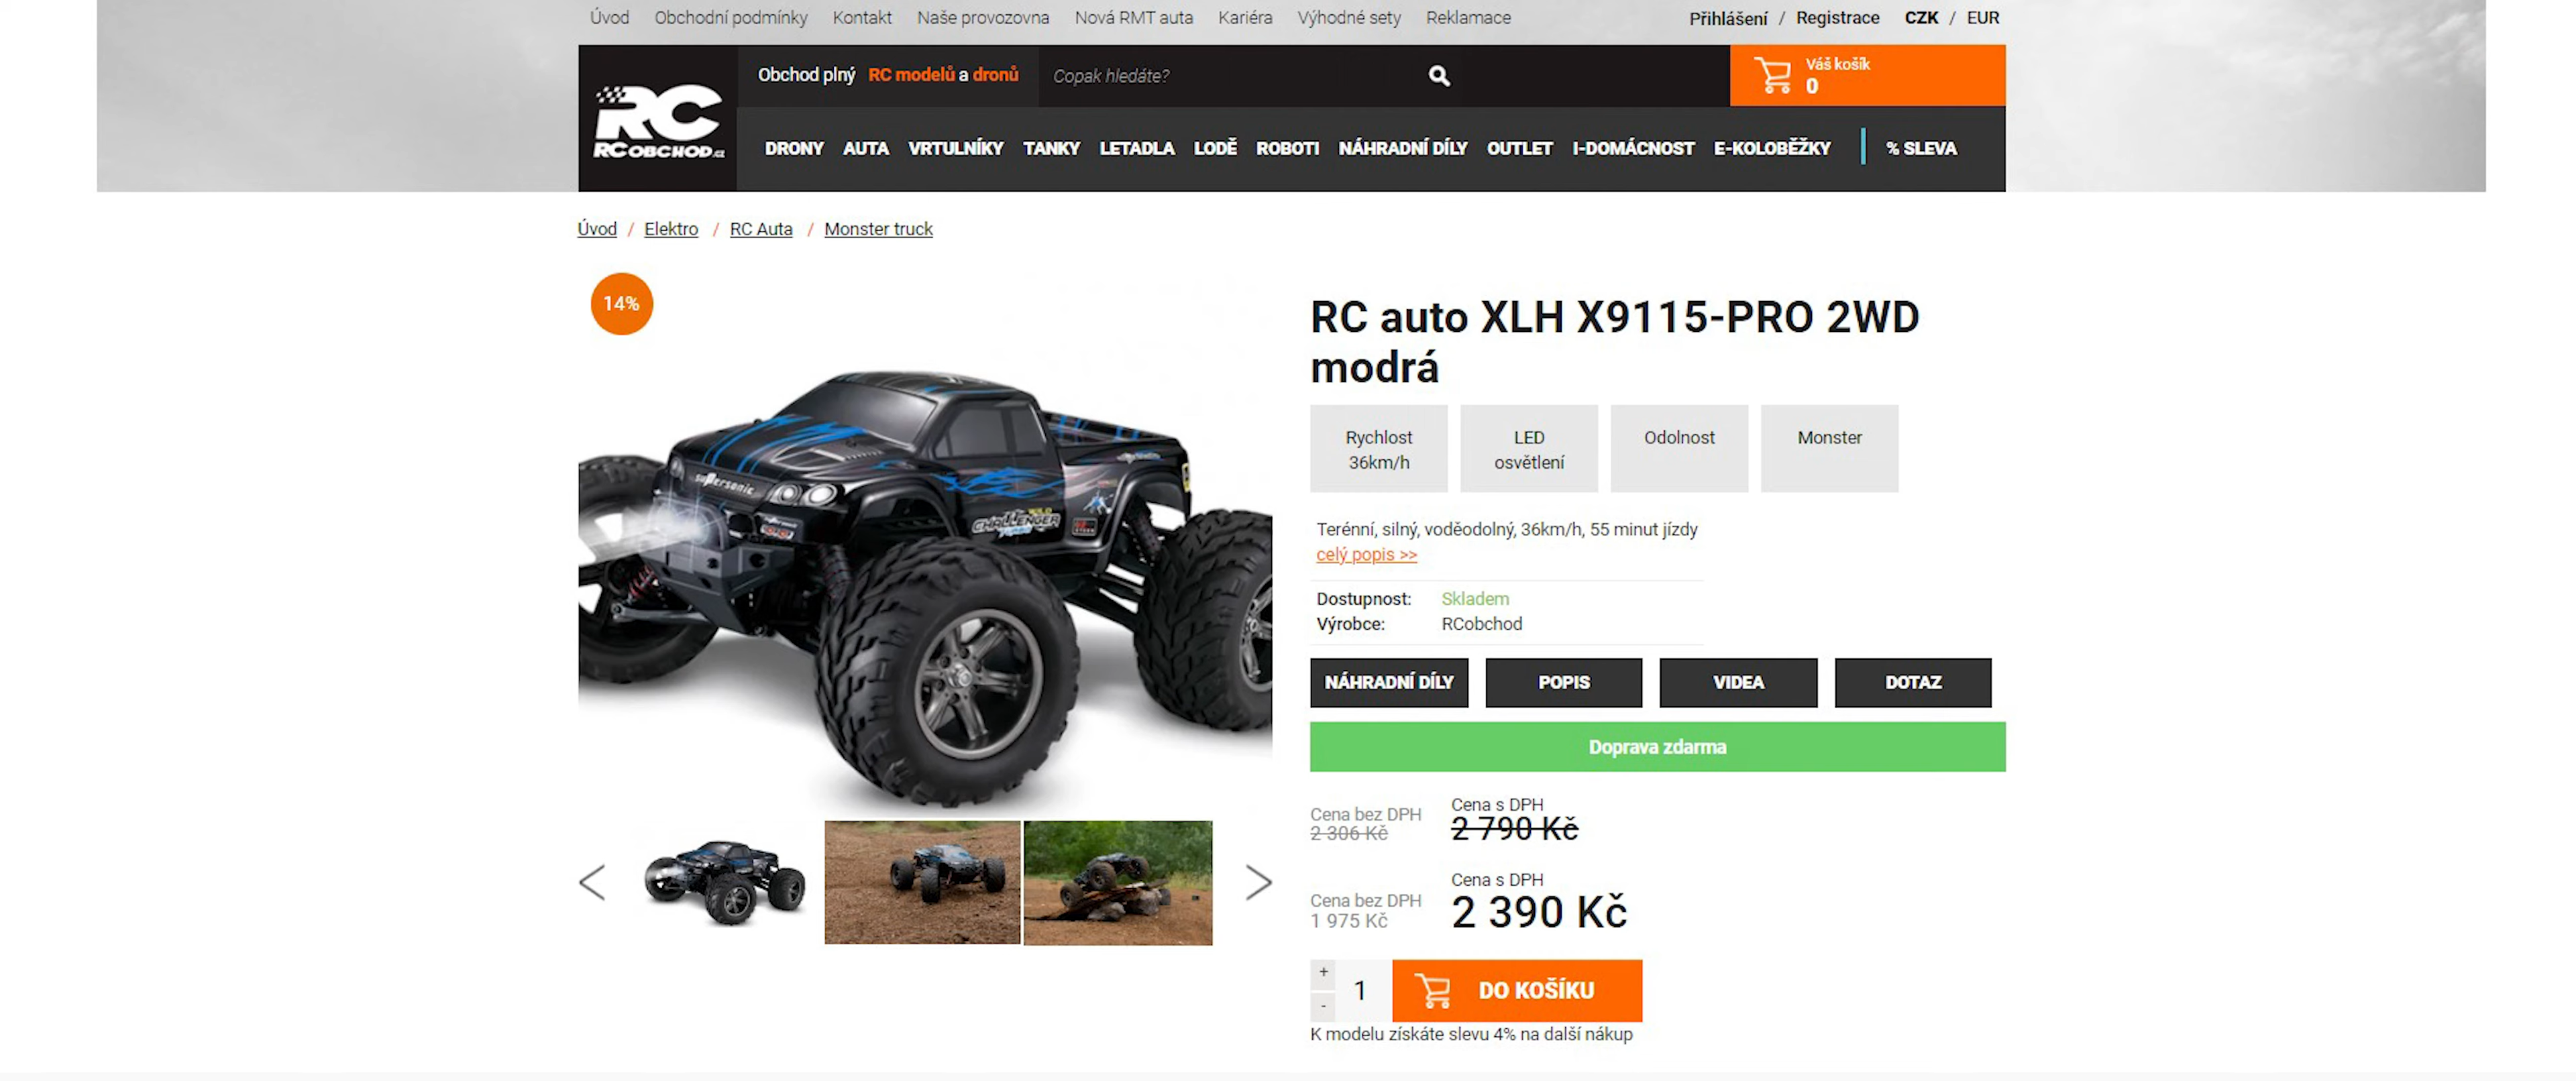 Úvod Obchodní podmínky Kontakt Naše provozovna Nová RMT auta Kariéra Výhodné sety Reklamace Přihlášení / Registrace CZK / EUR
RC
RCOBCHOD.cz
Obchod plný RC modelů a dronů
Copak hledáte?
Váš košík
0
DRONY AUTA VRTULNÍKY TANKY LETADLA LODĚ ROBOTI NÁHRADNÍ DÍLY OUTLET I-DOMÁCNOST E-KOLOBĚŽKY % SLEVA
Úvod / Elektro / RC Auta / Monster truck
14%
supersonic
CHALLENGER
RC auto XLH X9115-PRO 2WD
modrá
Rychlost
36km/h
LED
osvětlení
Odolnost
Monster
Terénní, silný, voděodolný, 36km/h, 55 minut jízdy
celý popis >>
Dostupnost: Skladem
Výrobce: RCobchod
NÁHRADNÍ DÍLY POPIS VIDEA DOTAZ
Doprava zdarma
Cena bez DPH
2 306 Kč
Cena s DPH
2 790 Kč
Cena bez DPH
1 975 Kč
Cena s DPH
2 390 Kč
+
1
-
DO KOŠÍKU
K modelu získáte slevu 4% na další nákup